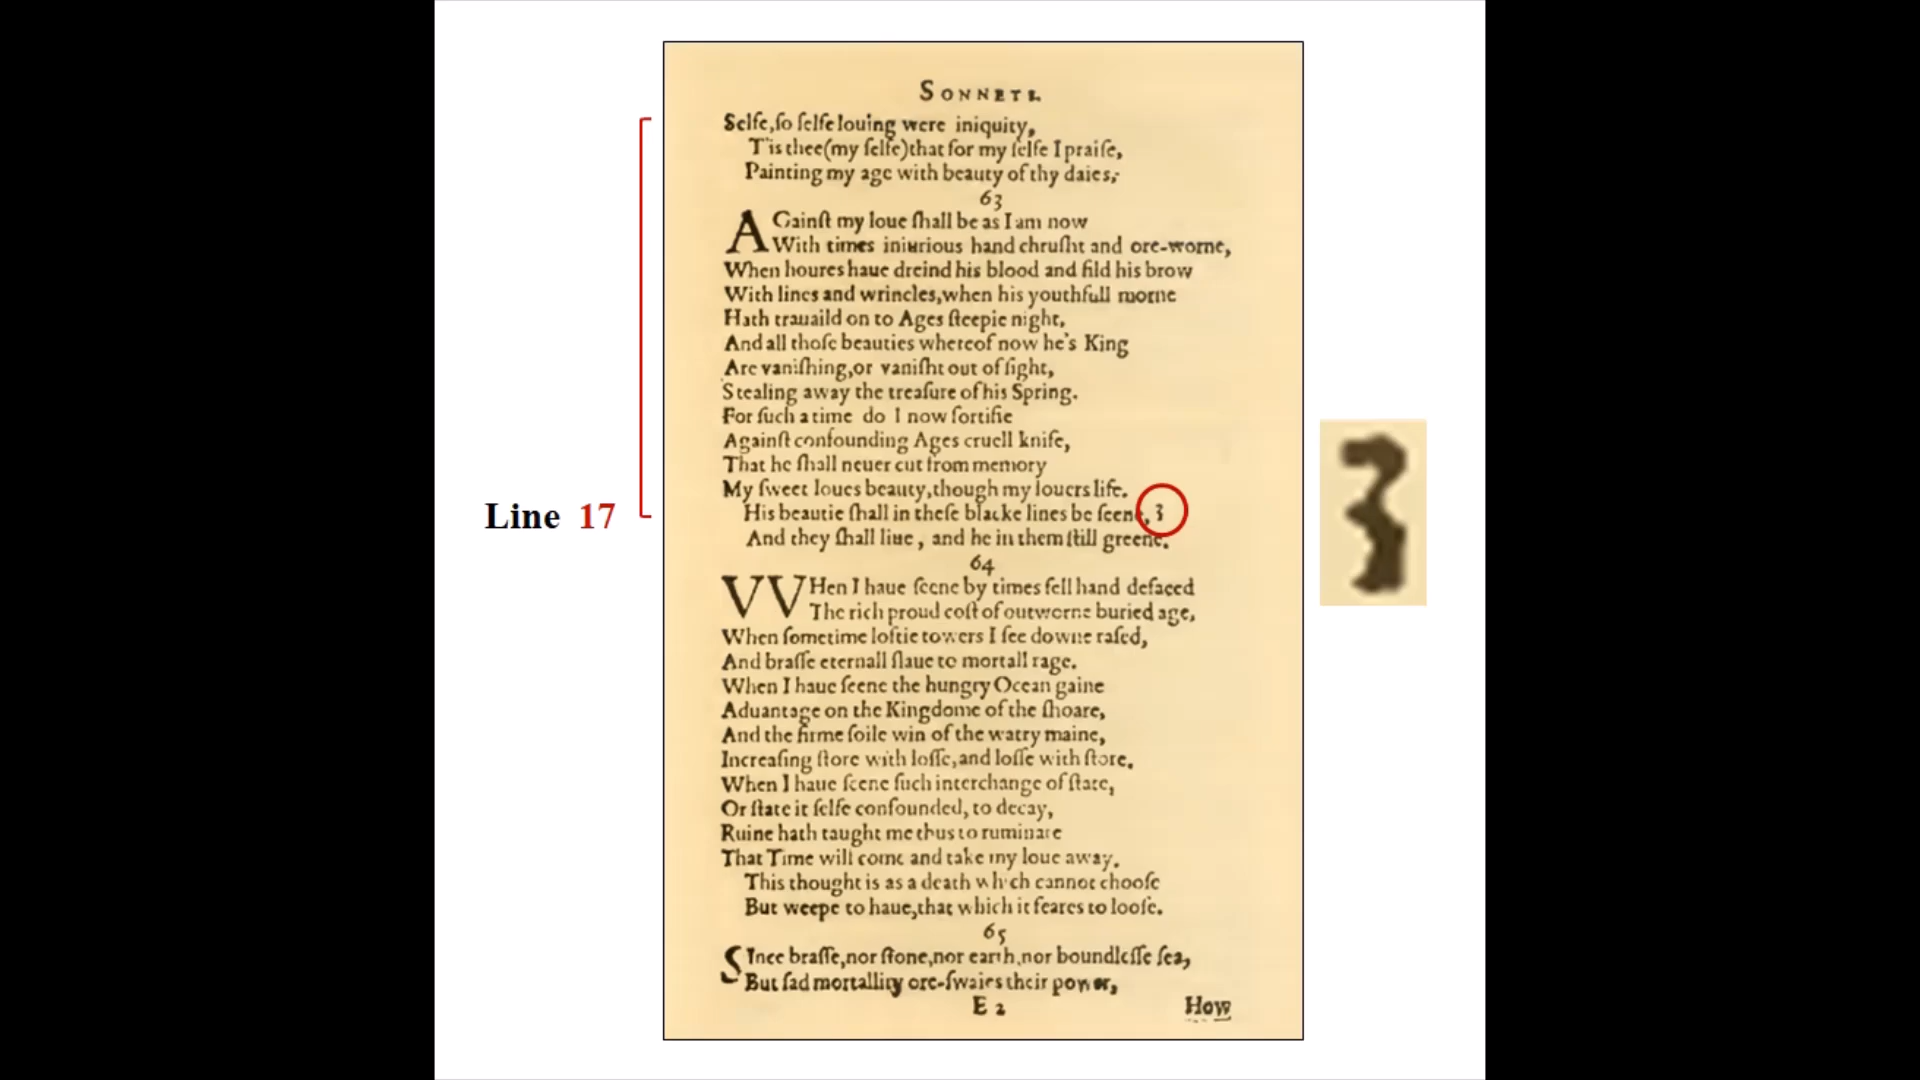 SONNETS.
Selfe,ſo ſelfe louing were iniquity,
T'is thee(my ſelfe)that for my ſelfe I praiſe,
Painting my age with beauty of thy daies,
63
AGainſt my loue ſhall be as I am now
With times iniurious hand chruſht and ore-worne,
When houres haue dreind his blood and fild his brow
With lines and wrincles,when his youthfull morne
Hath trauaild on to Ages ſteepie night,
And all thoſe beauties whereof now he's King
Are vaniſhing,or vaniſht out of ſight,
Stealing away the treaſure of his Spring.
For ſuch a time do I now fortifie
Againſt confounding Ages cruell knife,
That he ſhall neuer cut from memory
My ſweet loues beauty,though my louers life.
Line 17
His beautie ſhall in theſe blacke lines be ſeene, 3
And they ſhall liue , and he in them ſtill greene.
3
64
VVHen I haue ſeene by times fell hand defaced
The rich proud coſt of outworne buried age,
When ſometime loftie towers I ſee downe raſed,
And braſſe eternall ſlaue to mortall rage.
When I haue ſeene the hungry Ocean gaine
Aduantage on the Kingdome of the ſhoare,
And the firme ſoile win of the watry maine,
Increaſing ſtore with loſſe,and loſſe with ſtore.
When I haue ſeene ſuch interchange of ſtate,
Or ſtate it ſelfe confounded, to decay,
Ruine hath taught me thus to ruminate
That Time will come and take my loue away.
This thought is as a death which cannot chooſe
But weepe to haue,that which it feares to looſe.
65
SInce braſſe,nor ſtone,nor earth,nor boundleſſe ſea,
But ſad mortallity ore-ſwaies their power,
E 2 How